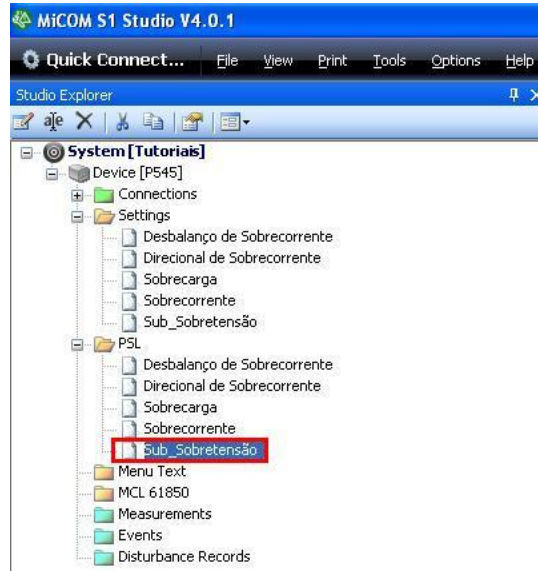 MiCOM S1 Studio V4.0.1
Quick Connect... File View Print Tools Options Help
Studio Explorer
System [Tutoriais]
Device [P545]
Connections
Settings
Desbalanço de Sobrecorrente
Direcional de Sobrecorrente
Sobrecarga
Sobrecorrente
Sub_Sobretensão
PSL
Desbalanço de Sobrecorrente
Direcional de Sobrecorrente
Sobrecarga
Sobrecorrente
Sub_Sobretensão
Menu Text
MCL 61850
Measurements
Events
Disturbance Records